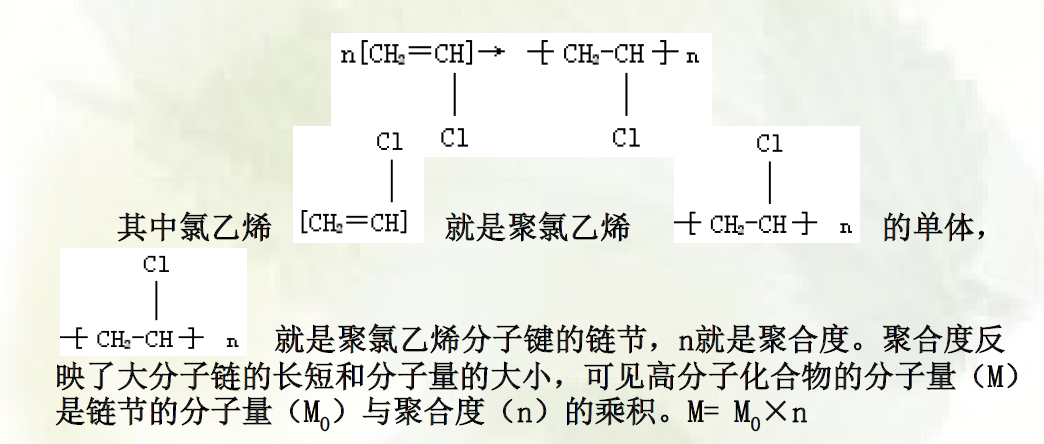 n[CH₂=CH]→ ┼CH₂-CH┼n
Cl Cl
Cl Cl
其中氯乙烯 [CH₂=CH] 就是聚氯乙烯 ┼CH₂-CH┼ n 的单体，
Cl
┼CH₂-CH┼ n 就是聚氯乙烯分子键的链节，n就是聚合度。聚合度反
映了大分子链的长短和分子量的大小，可见高分子化合物的分子量（M）
是链节的分子量（M₀）与聚合度（n）的乘积。M= M₀×n